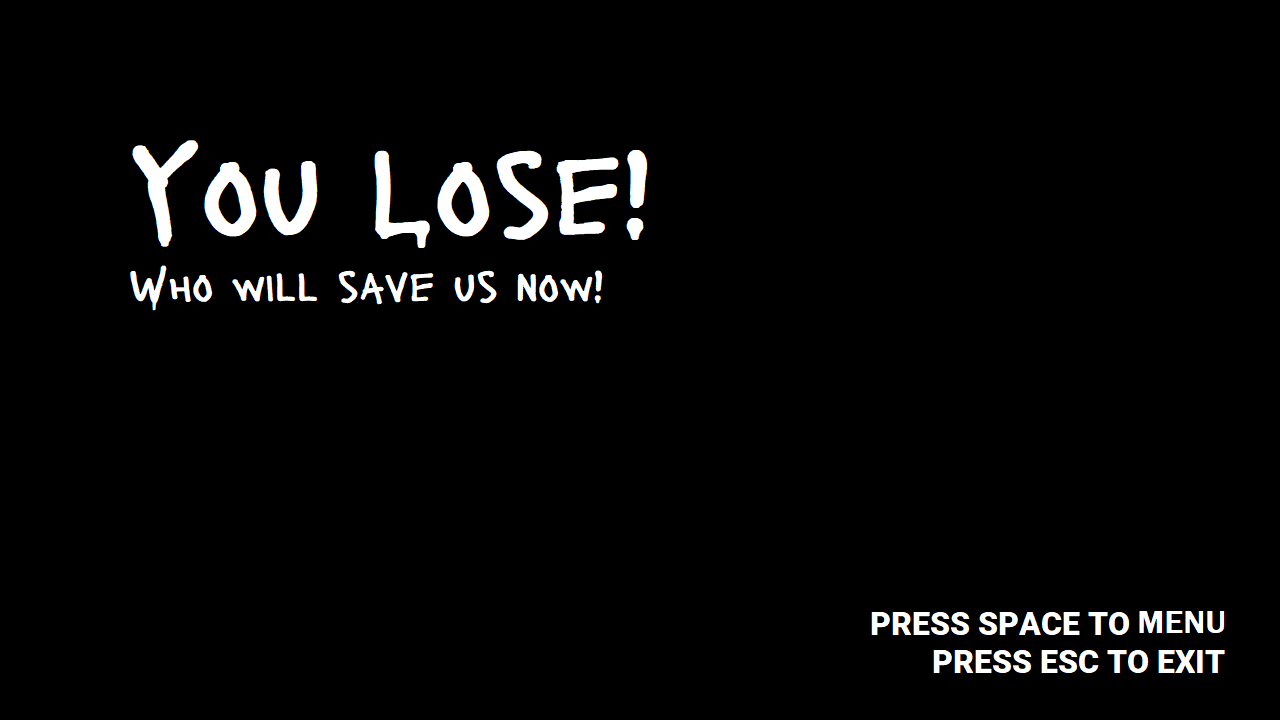 You Lose!
Who will save us now!
PRESS SPACE TO MENU
PRESS ESC TO EXIT